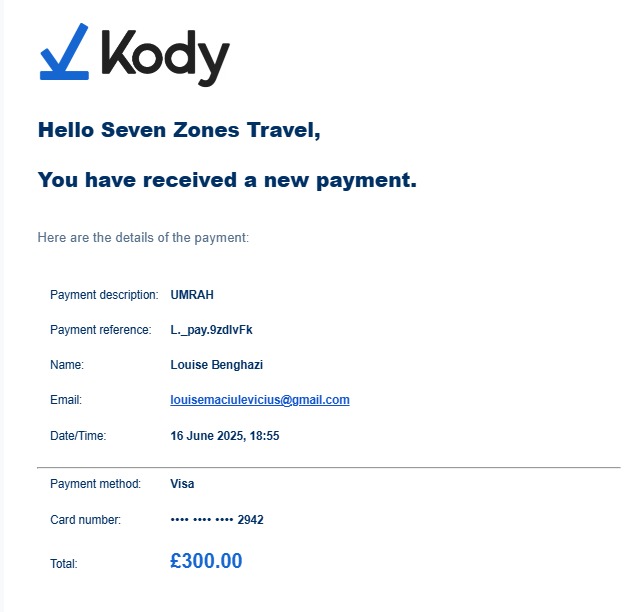 Kody
Hello Seven Zones Travel,
You have received a new payment.
Here are the details of the payment:
Payment description: UMRAH
Payment reference: L._pay.9zdlvFk
Name: Louise Benghazi
Email: louisemaciulevicius@gmail.com
Date/Time: 16 June 2025, 18:55
Payment method: Visa
Card number: •••• •••• •••• 2942
Total: £300.00